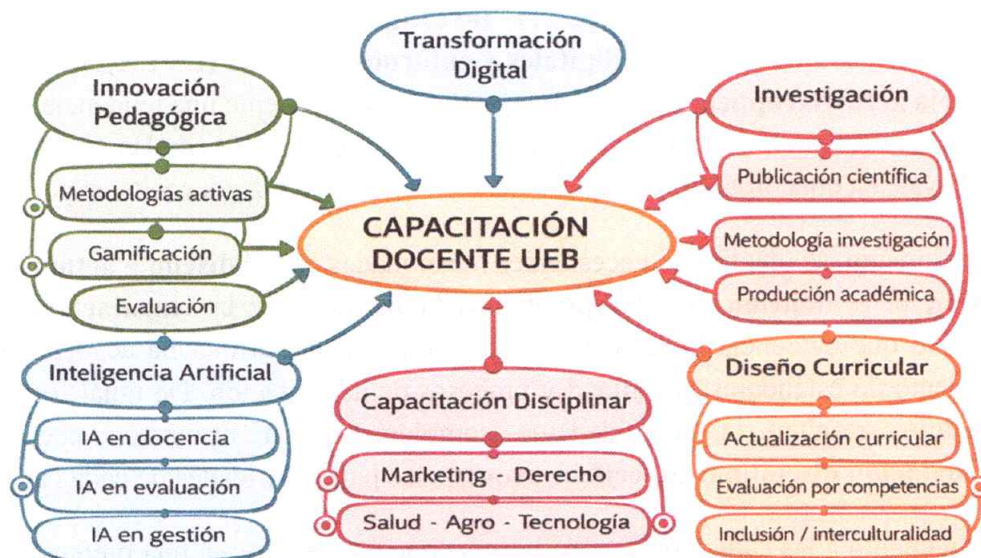 Transformación
Digital
Innovación
Pedagógica
Metodologías activas
Gamificación
Evaluación
Investigación
Publicación científica
Metodología investigación
Producción académica
CAPACITACIÓN
DOCENTE UEB
Inteligencia Artificial
IA en docencia
IA en evaluación
IA en gestión
Capacitación Disciplinar
Marketing - Derecho
Salud - Agro - Tecnología
Diseño Curricular
Actualización curricular
Evaluación por competencias
Inclusión / interculturalidad